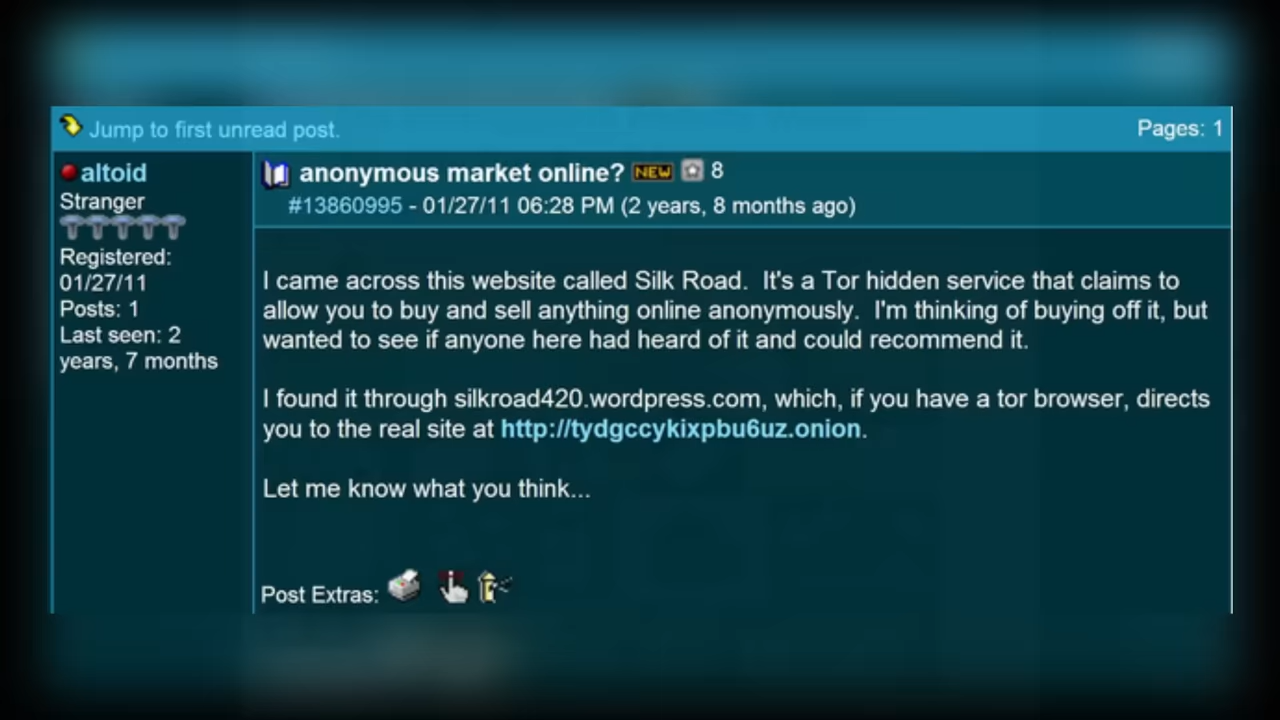 Jump to first unread post.
Pages: 1
altoid
Stranger
Registered:
01/27/11
Posts: 1
Last seen: 2
years, 7 months
anonymous market online? NEW 8
#13860995 - 01/27/11 06:28 PM (2 years, 8 months ago)
I came across this website called Silk Road.  It's a Tor hidden service that claims to
allow you to buy and sell anything online anonymously.  I'm thinking of buying off it, but
wanted to see if anyone here had heard of it and could recommend it.
I found it through silkroad420.wordpress.com, which, if you have a tor browser, directs
you to the real site at http://tydgccykixpbu6uz.onion.
Let me know what you think...
Post Extras: